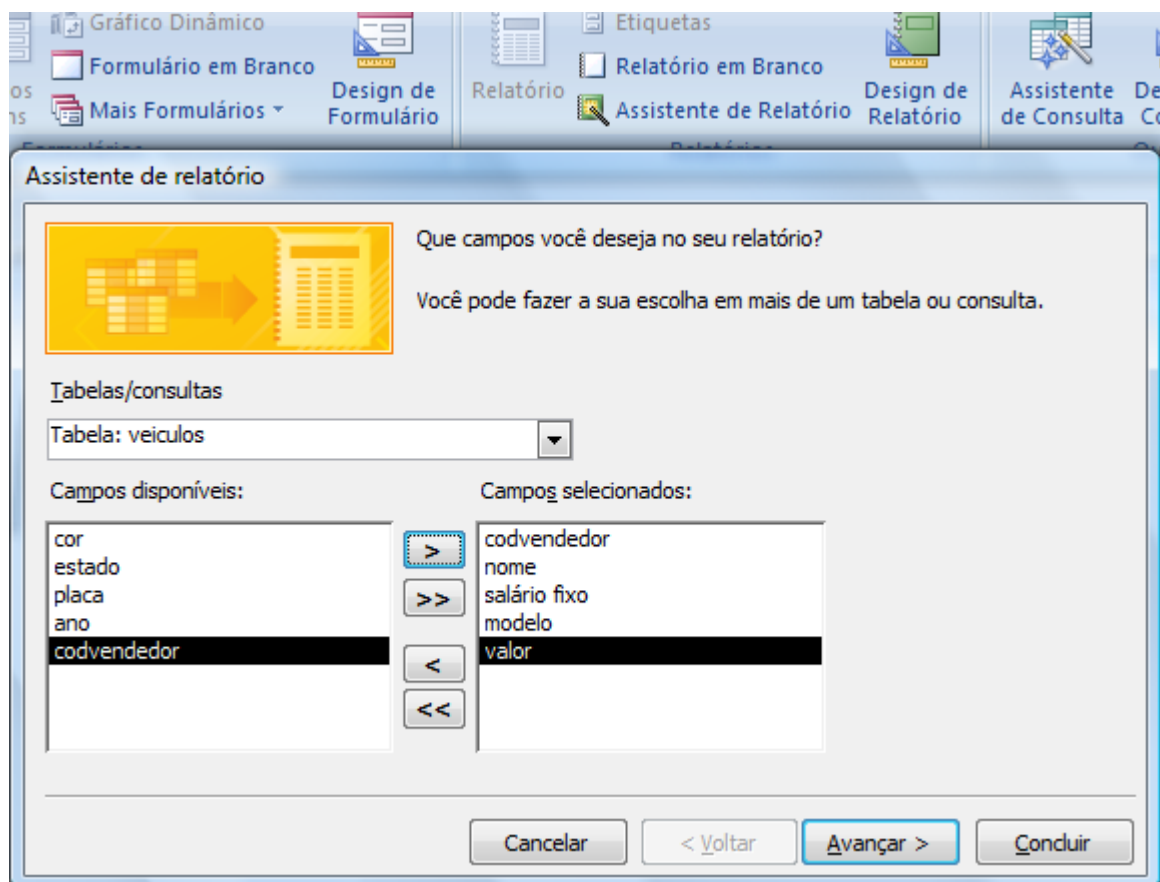 Gráfico Dinâmico
Formulário em Branco
Mais Formulários
Design de
Formulário
Relatório
Etiquetas
Relatório em Branco
Assistente de Relatório
Design de
Relatório
Assistente
de Consulta
Assistente de relatório
Que campos você deseja no seu relatório?
Você pode fazer a sua escolha em mais de um tabela ou consulta.
Tabelas/consultas
Tabela: veiculos
Campos disponíveis:
Campos selecionados:
cor
estado
placa
ano
codvendedor
>
>>
<
<<
codvendedor
nome
salário fixo
modelo
valor
Cancelar
< Voltar
Avançar >
Concluir